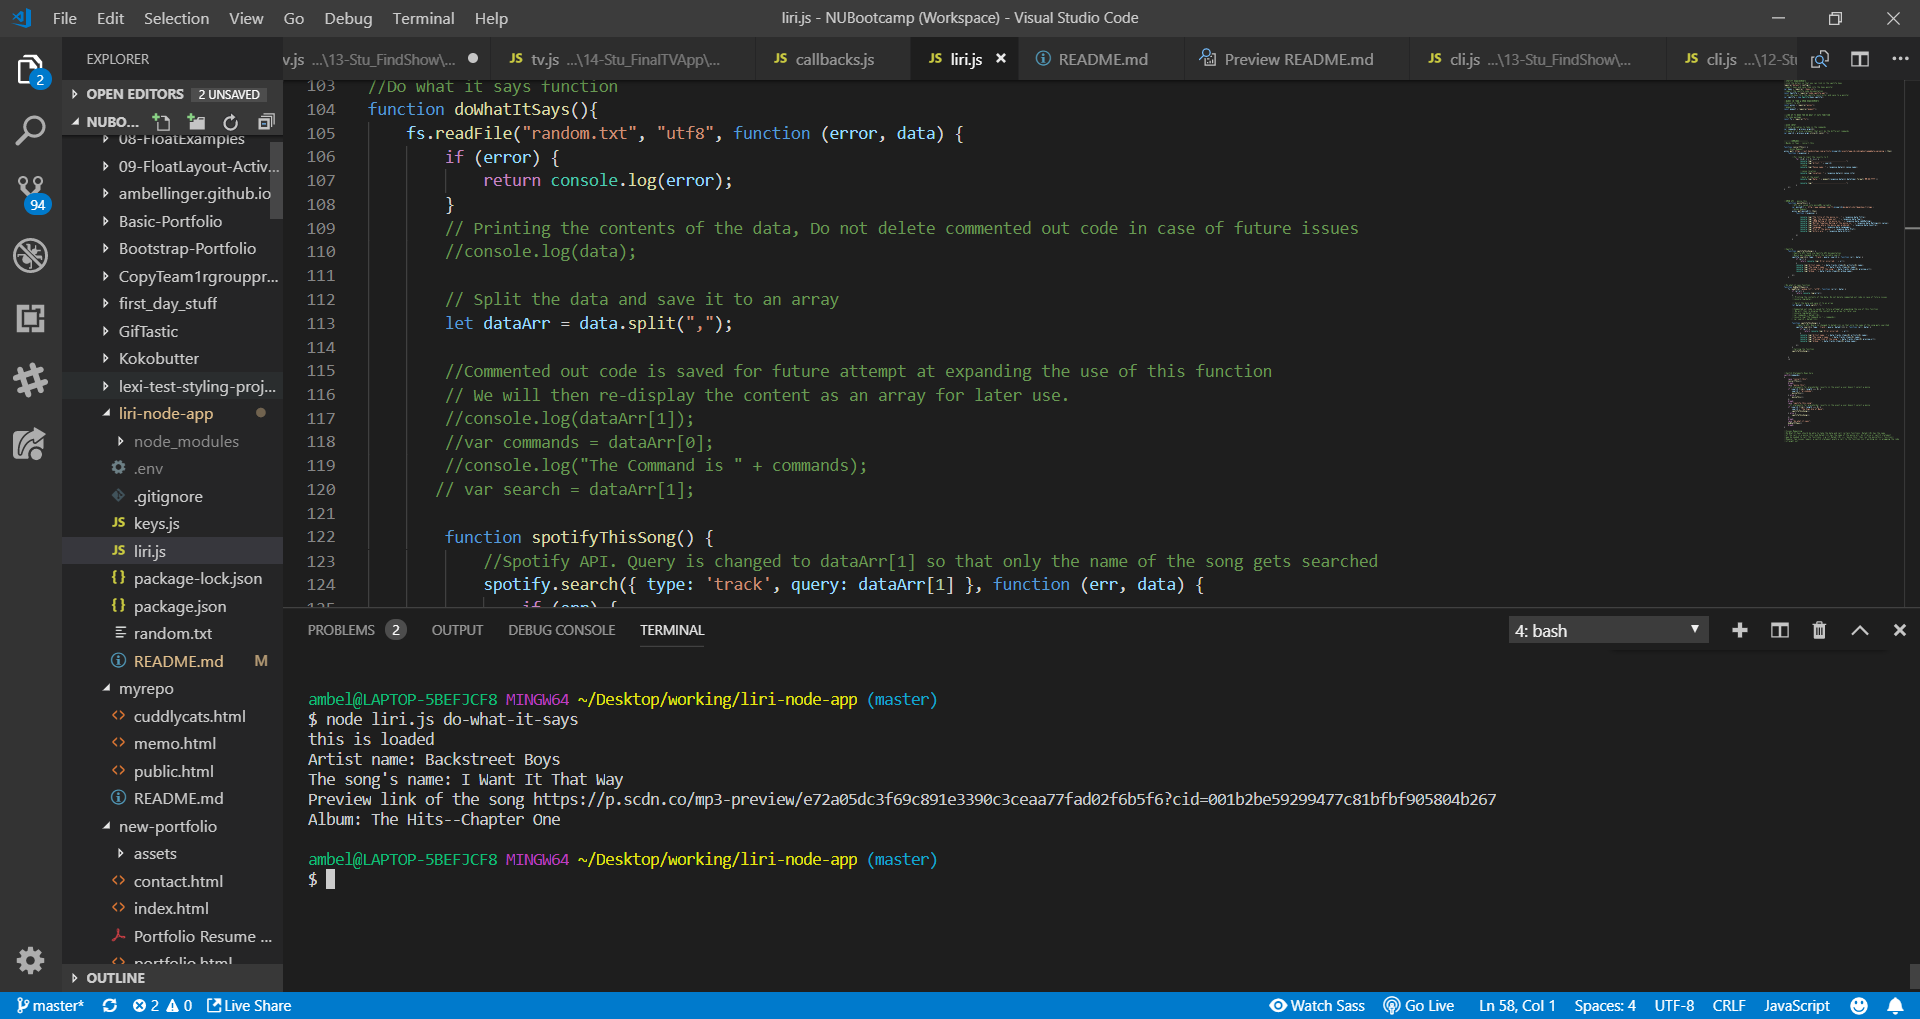 File Edit Selection View Go Debug Terminal Help
liri.js - NUBootcamp (Workspace) - Visual Studio Code
EXPLORER
v.js ...\13-Stu_FindShow\...
JS tv.js ...\14-Stu_FinalTVApp\...
JS callbacks.js
JS liri.js
README.md
Preview README.md
JS cli.js ...\13-Stu_FindShow\...
JS cli.js ...\12-St
2
94
OPEN EDITORS 2 UNSAVED
NUBO...
08-FloatExamples
09-FloatLayout-Activ...
ambellinger.github.io
Basic-Portfolio
Bootstrap-Portfolio
CopyTeam1rgrouppr...
first_day_stuff
GifTastic
Kokobutter
lexi-test-styling-proj...
liri-node-app
node_modules
.env
.gitignore
JS keys.js
JS liri.js
{} package-lock.json
{} package.json
random.txt
README.md M
myrepo
cuddlycats.html
memo.html
public.html
README.md
new-portfolio
assets
contact.html
index.html
Portfolio Resume ...
portfolio.html
OUTLINE
103 //Do what it says function
104 function doWhatItSays(){
105 fs.readFile("random.txt", "utf8", function (error, data) {
106 if (error) {
107 return console.log(error);
108 }
109 // Printing the contents of the data, Do not delete commented out code in case of future issues
110 //console.log(data);
111
112 // Split the data and save it to an array
113 let dataArr = data.split(",");
114
115 //Commented out code is saved for future attempt at expanding the use of this function
116 // We will then re-display the content as an array for later use.
117 //console.log(dataArr[1]);
118 //var commands = dataArr[0];
119 //console.log("The Command is " + commands);
120 // var search = dataArr[1];
121
122 function spotifyThisSong() {
123 //Spotify API. Query is changed to dataArr[1] so that only the name of the song gets searched
124 spotify.search({ type: 'track', query: dataArr[1] }, function (err, data) {
125 if (err) {
PROBLEMS 2 OUTPUT DEBUG CONSOLE TERMINAL
4: bash
ambel@LAPTOP-5BEFJCF8 MINGW64 ~/Desktop/working/liri-node-app (master)
$ node liri.js do-what-it-says
this is loaded
Artist name: Backstreet Boys
The song's name: I Want It That Way
Preview link of the song https://p.scdn.co/mp3-preview/e72a05dc3f69c891e3390c3ceaa77fad02f6b5f6?cid=001b2be59299477c81bfbf905804b267
Album: The Hits--Chapter One
ambel@LAPTOP-5BEFJCF8 MINGW64 ~/Desktop/working/liri-node-app (master)
$
master* 2 0 Live Share
Watch Sass Go Live Ln 58, Col 1 Spaces: 4 UTF-8 CRLF JavaScript